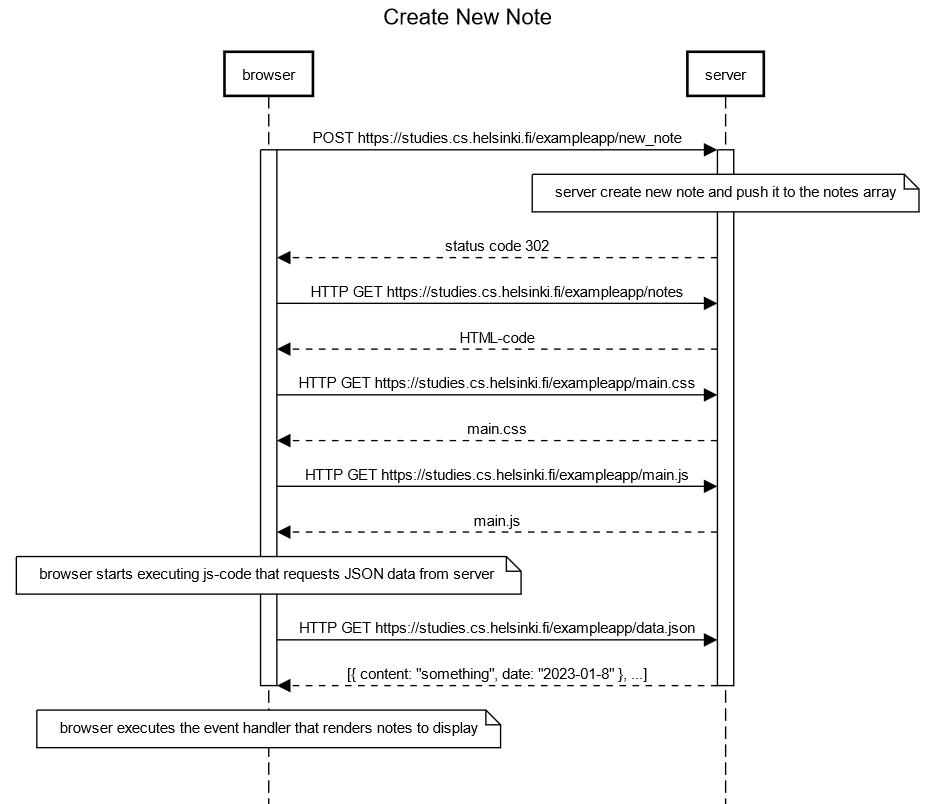 Create New Note
browser
server
POST https://studies.cs.helsinki.fi/exampleapp/new_note
server create new note and push it to the notes array
status code 302
HTTP GET https://studies.cs.helsinki.fi/exampleapp/notes
HTML-code
HTTP GET https://studies.cs.helsinki.fi/exampleapp/main.css
main.css
HTTP GET https://studies.cs.helsinki.fi/exampleapp/main.js
main.js
browser starts executing js-code that requests JSON data from server
HTTP GET https://studies.cs.helsinki.fi/exampleapp/data.json
[{ content: "something", date: "2023-01-8" }, ...]
browser executes the event handler that renders notes to display